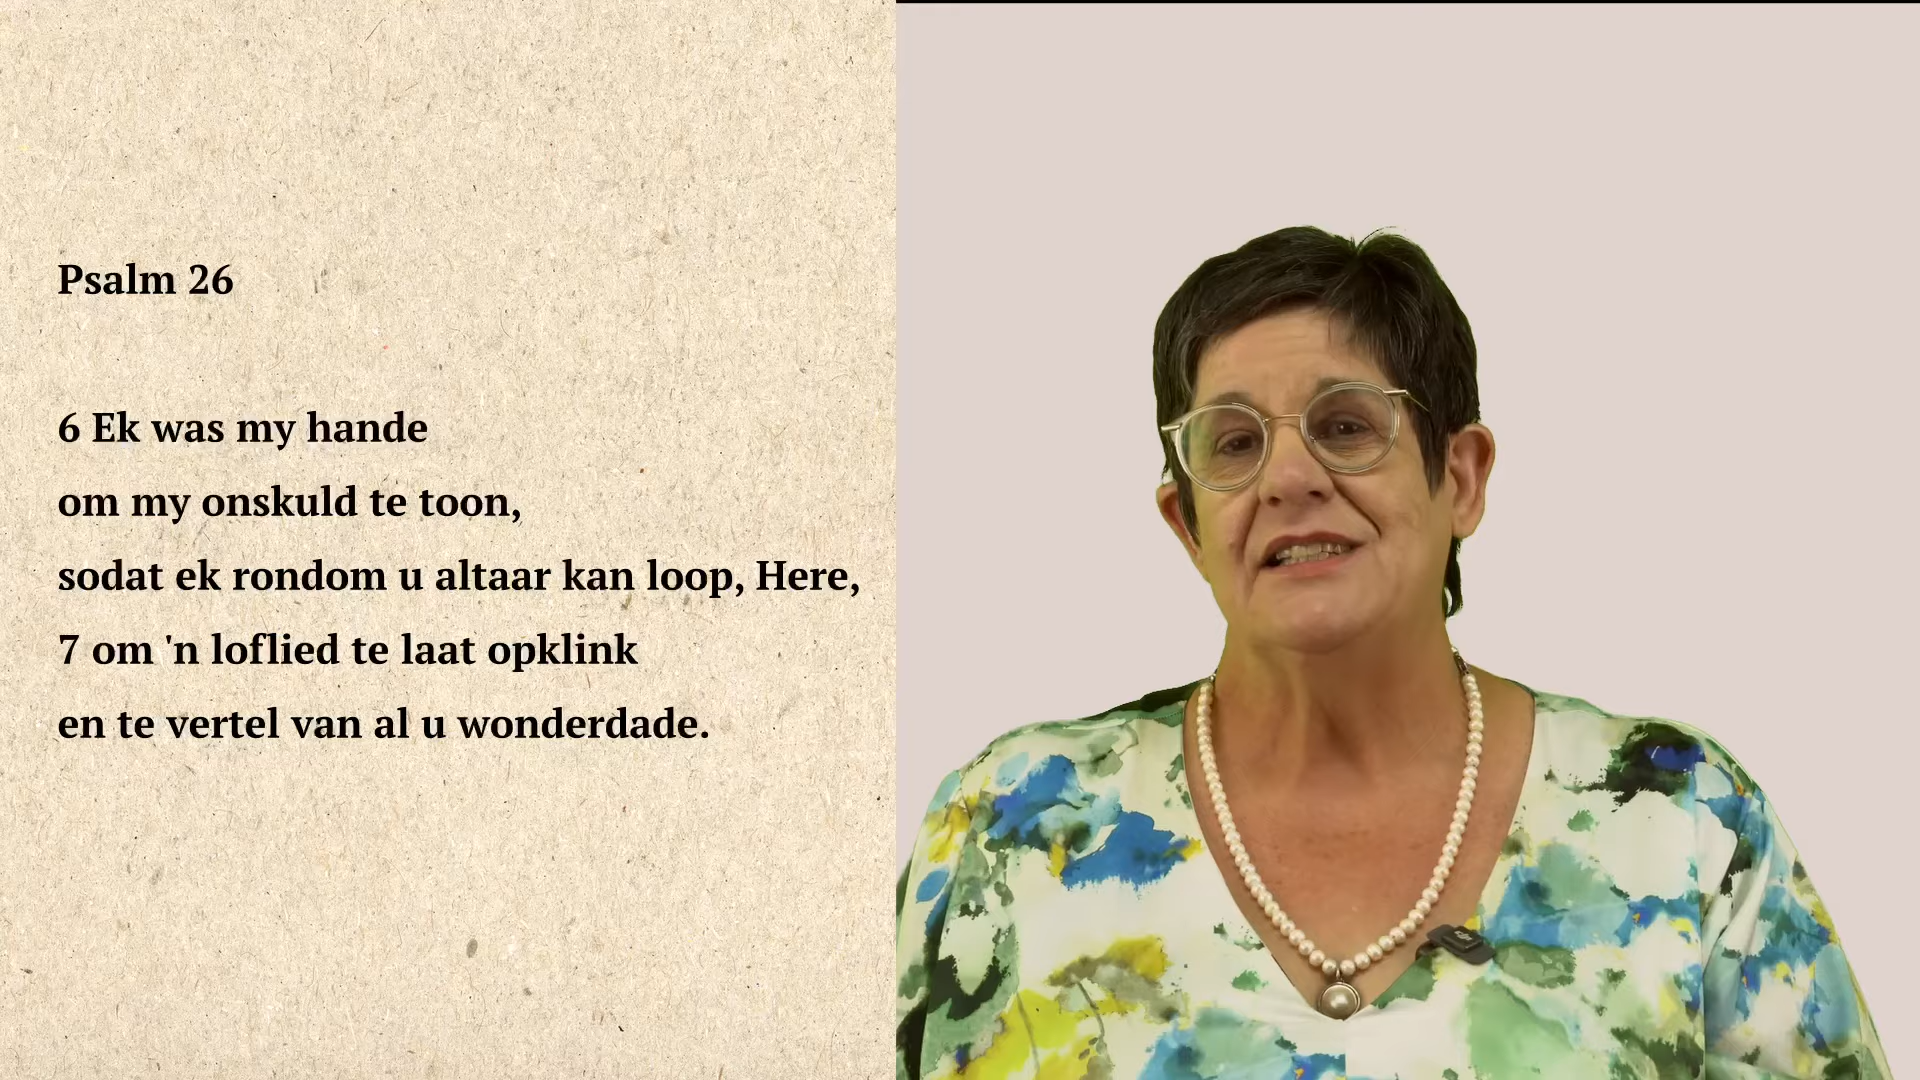 Psalm 26
6 Ek was my hande
om my onskuld te toon,
sodat ek rondom u altaar kan loop, Here,
7 om 'n loflied te laat opklink
en te vertel van al u wonderdade.